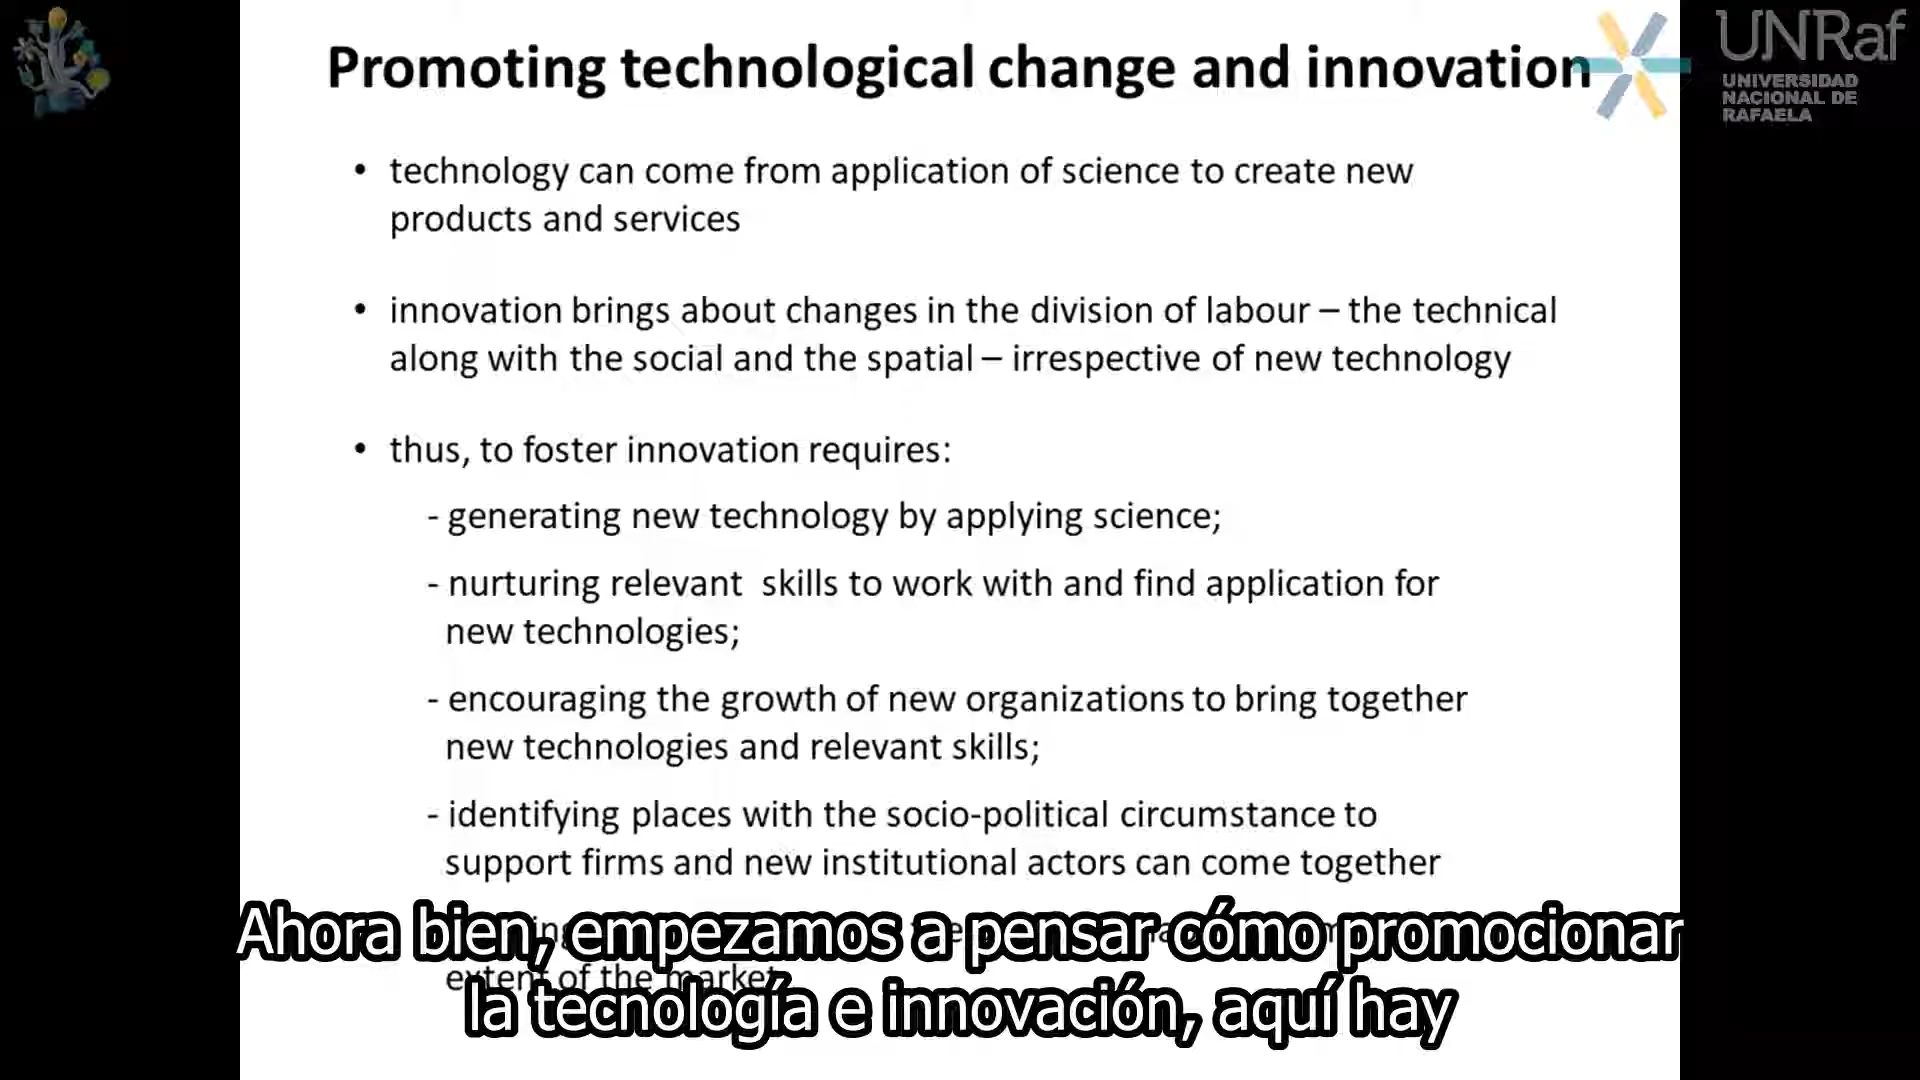 Promoting technological change and innovation
UNRaf
UNIVERSIDAD
NACIONAL DE
RAFAELA
• technology can come from application of science to create new
products and services
• innovation brings about changes in the division of labour – the technical
along with the social and the spatial – irrespective of new technology
• thus, to foster innovation requires:
- generating new technology by applying science;
- nurturing relevant skills to work with and find application for
new technologies;
- encouraging the growth of new organizations to bring together
new technologies and relevant skills;
- identifying places with the socio-political circumstance to
support firms and new institutional actors can come together
extent of the market
Ahora bien, empezamos a pensar cómo promocionar
la tecnología e innovación, aquí hay